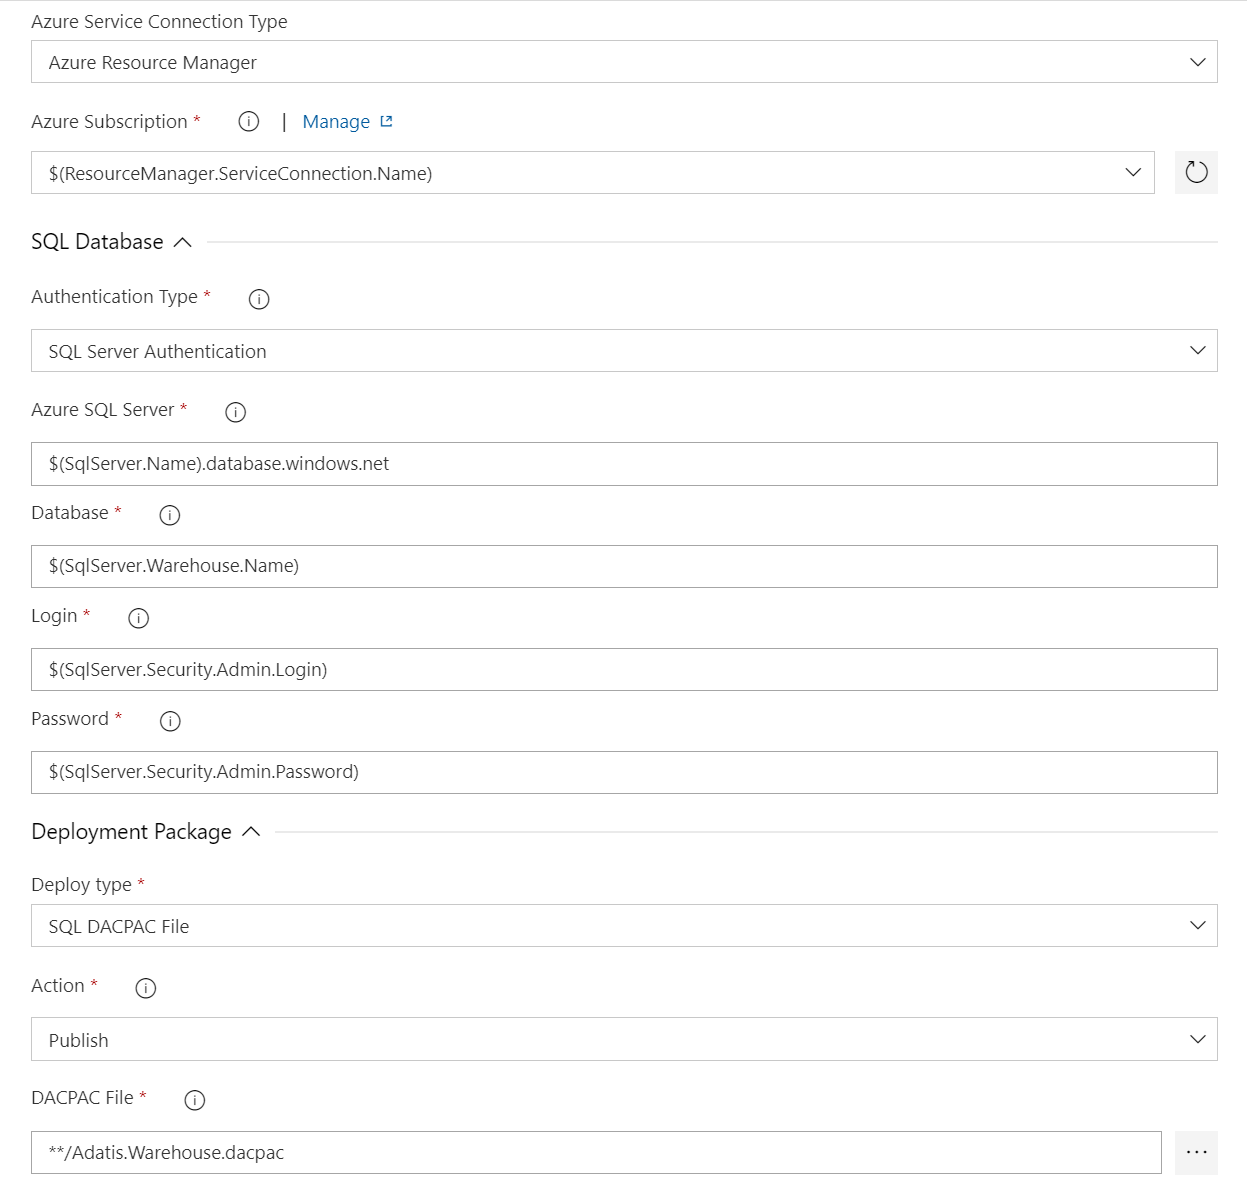 Azure Service Connection Type
Azure Resource Manager
Azure Subscription * | Manage
$(ResourceManager.ServiceConnection.Name)
SQL Database
Authentication Type *
SQL Server Authentication
Azure SQL Server *
$(SqlServer.Name).database.windows.net
Database *
$(SqlServer.Warehouse.Name)
Login *
$(SqlServer.Security.Admin.Login)
Password *
$(SqlServer.Security.Admin.Password)
Deployment Package
Deploy type *
SQL DACPAC File
Action *
Publish
DACPAC File *
**/Adatis.Warehouse.dacpac